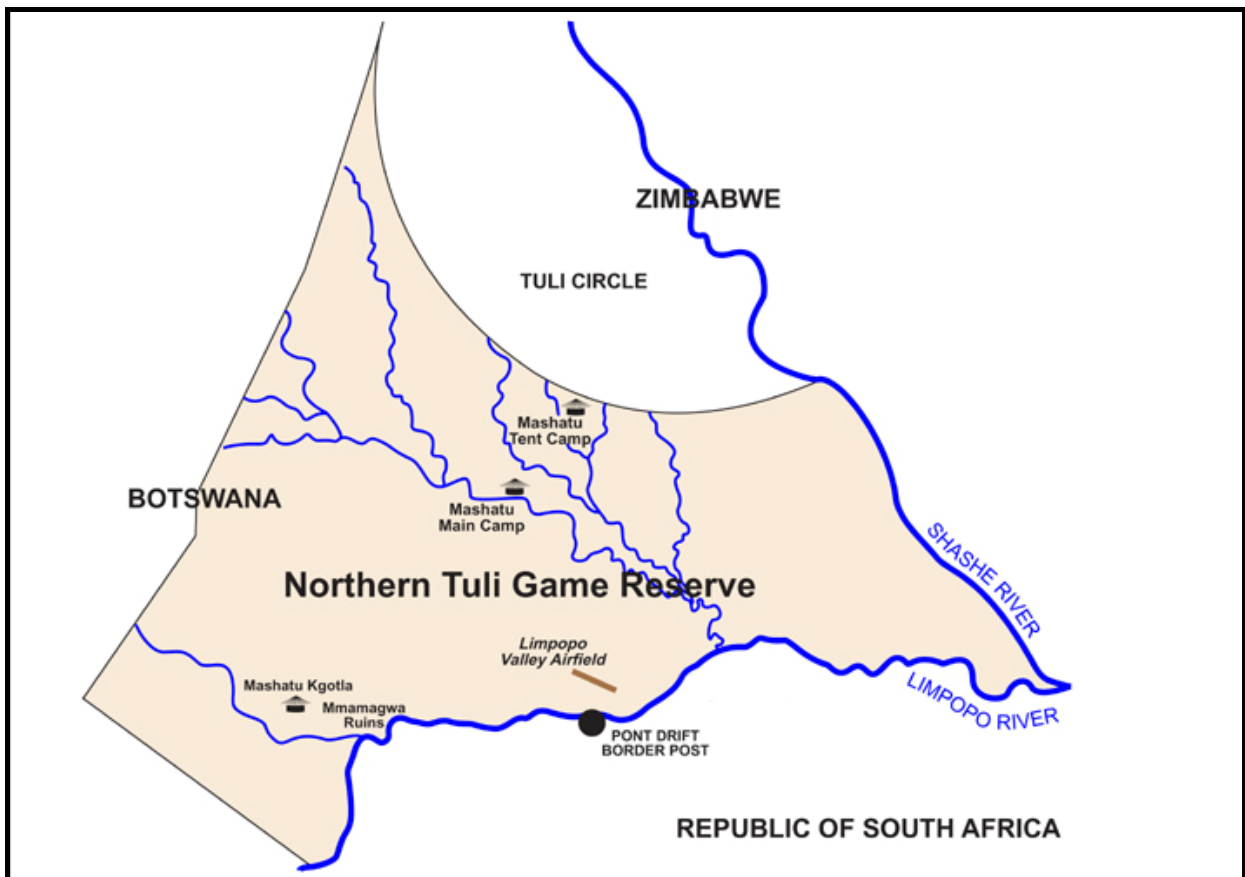 ZIMBABWE
TULI CIRCLE
Mashatu
Tent Camp
BOTSWANA
Mashatu
Main Camp
SHASHE RIVER
Northern Tuli Game Reserve
Limpopo
Valley Airfield
Mashatu Kgotla
Mmamagwa
Ruins
LIMPOPO RIVER
PONT DRIFT
BORDER POST
REPUBLIC OF SOUTH AFRICA